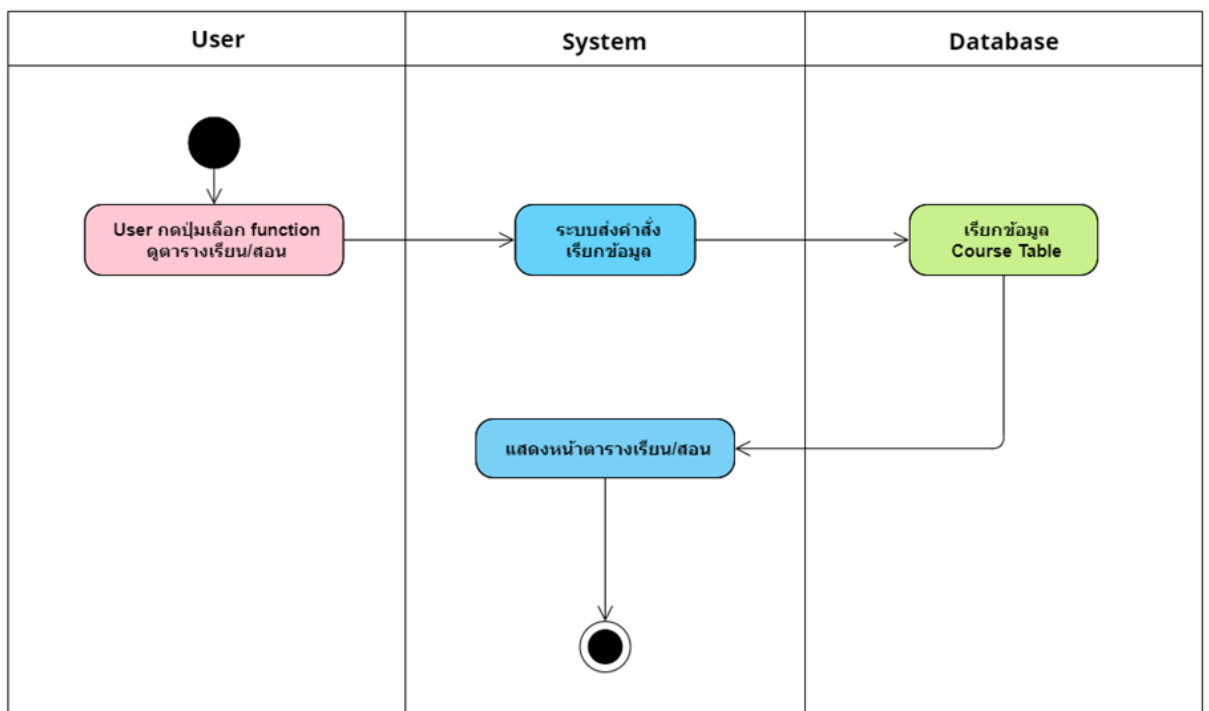 User
System
Database
User กดปุ่มเลือก function
ดูตารางเรียน/สอน
ระบบส่งคำสั่ง
เรียกข้อมูล
เรียกข้อมูล
Course Table
แสดงหน้าตารางเรียน/สอน